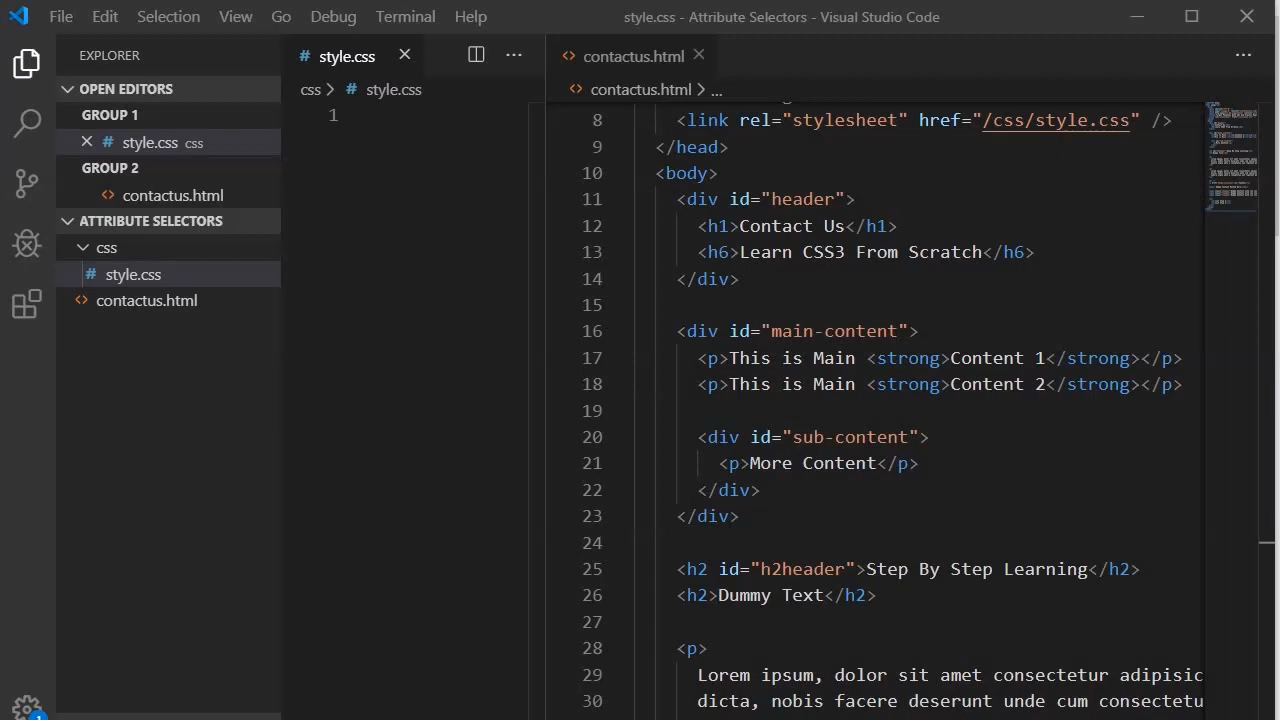 File Edit Selection View Go Debug Terminal Help
style.css - Attribute Selectors - Visual Studio Code
EXPLORER
OPEN EDITORS
GROUP 1
style.css css
GROUP 2
contactus.html
ATTRIBUTE SELECTORS
css
# style.css
contactus.html
1
# style.css
css > # style.css
1
<> contactus.html
<> contactus.html > ...
8 <link rel="stylesheet" href="/css/style.css" />
9 </head>
10 <body>
11 <div id="header">
12 <h1>Contact Us</h1>
13 <h6>Learn CSS3 From Scratch</h6>
14 </div>
15
16 <div id="main-content">
17 <p>This is Main <strong>Content 1</strong></p>
18 <p>This is Main <strong>Content 2</strong></p>
19
20 <div id="sub-content">
21 <p>More Content</p>
22 </div>
23 </div>
24
25 <h2 id="h2header">Step By Step Learning</h2>
26 <h2>Dummy Text</h2>
27
28 <p>
29 Lorem ipsum, dolor sit amet consectetur adipisic
30 dicta, nobis facere deserunt unde cum consectetu